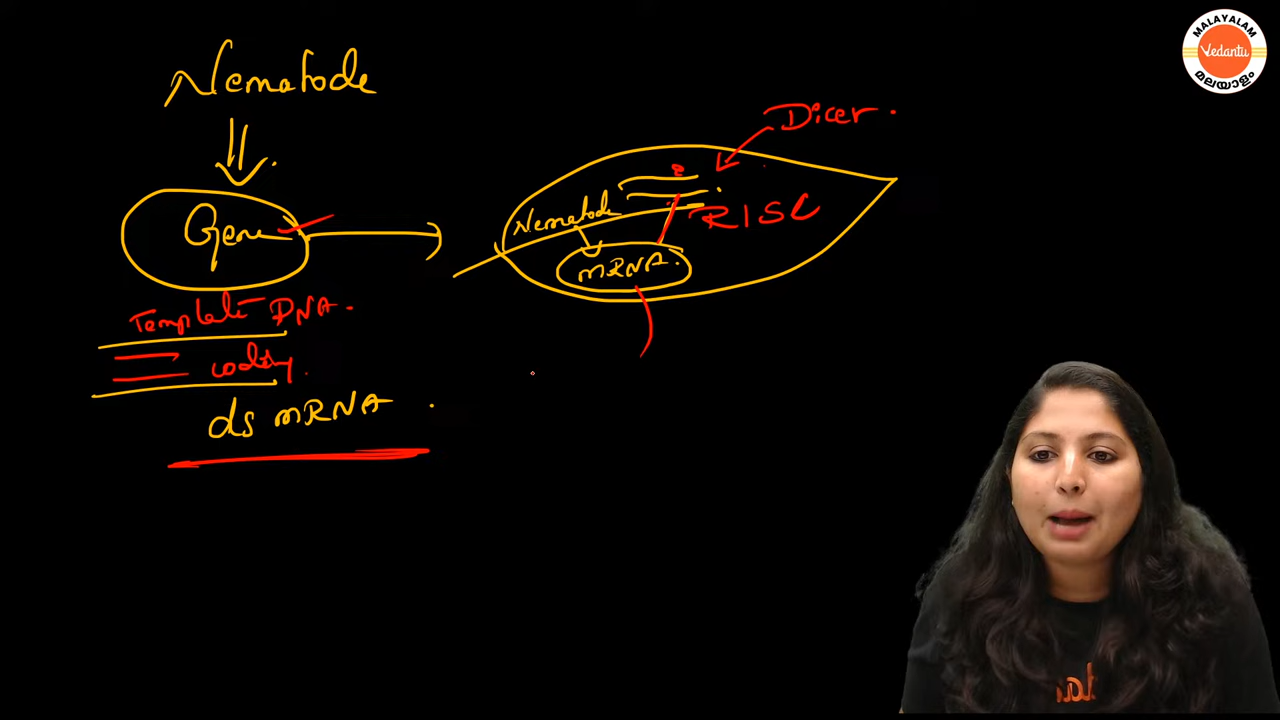 Nematode
Gene
Template DNA.
coding
ds mRNA
Dicer.
Nematode
RISC
mRNA.
MALAYALAM
Vedantu
മലയാളം